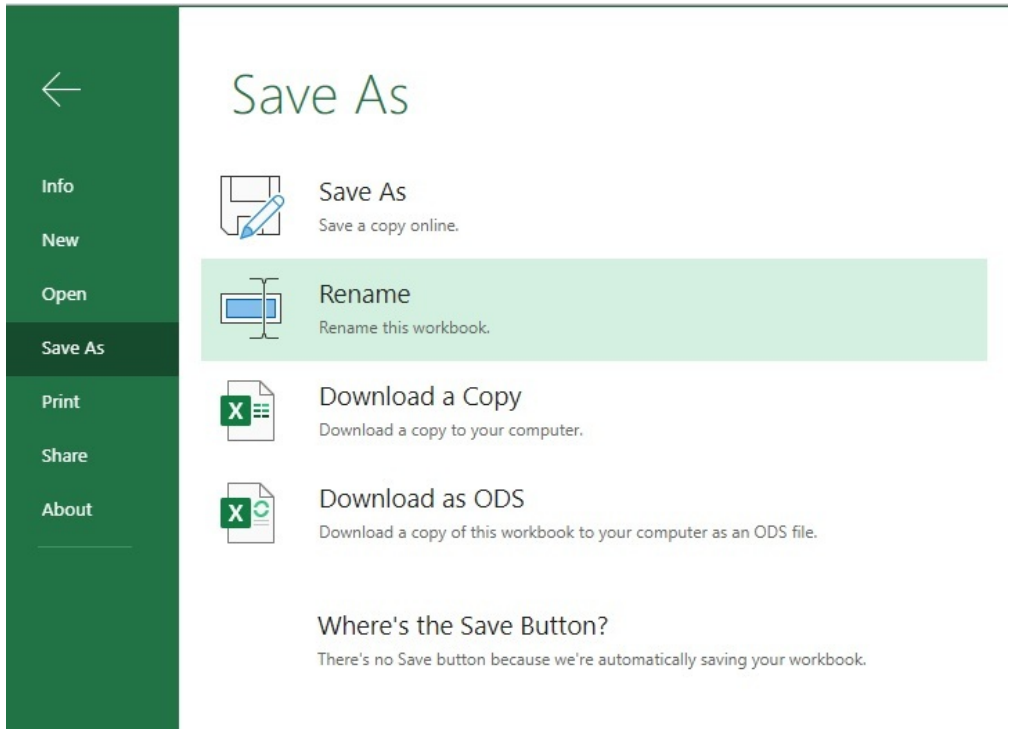 Save As
Info
New
Open
Save As
Print
Share
About
Save As
Save a copy online.
Rename
Rename this workbook.
Download a Copy
Download a copy to your computer.
Download as ODS
Download a copy of this workbook to your computer as an ODS file.
Where's the Save Button?
There's no Save button because we're automatically saving your workbook.